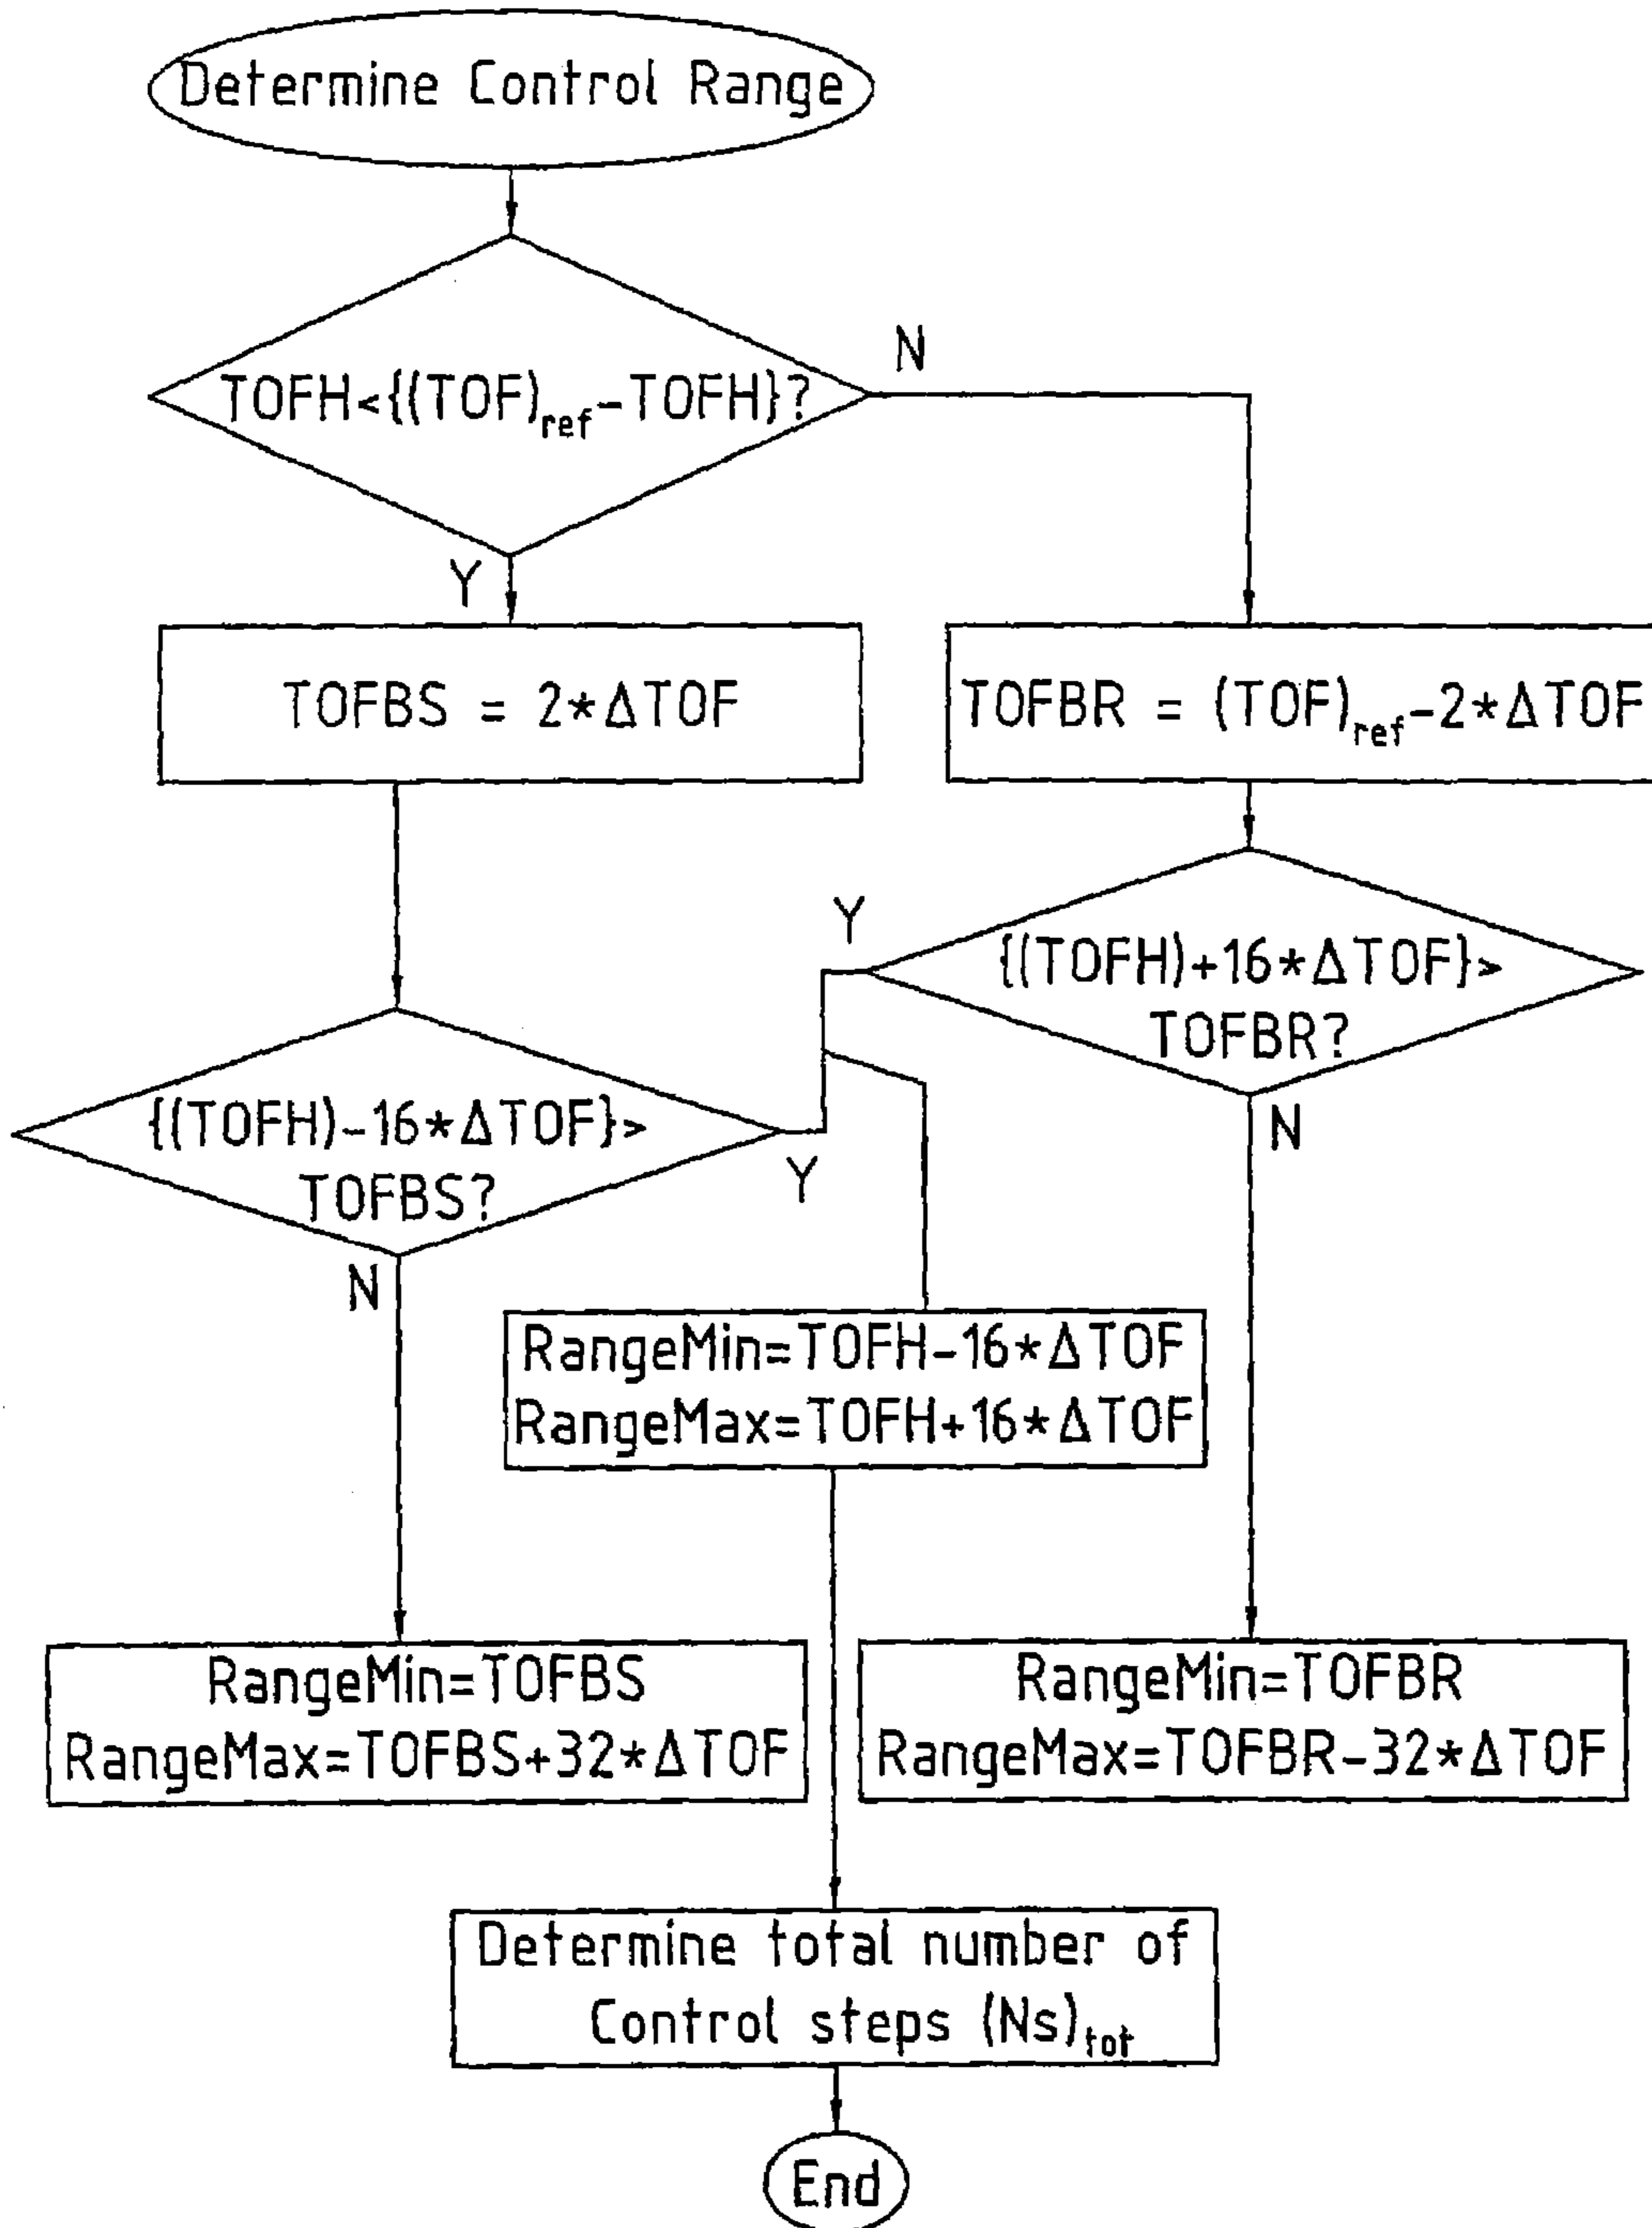 Determine Control Range
TOFH<{(TOF)ref-TOFH}?
N
Y
TOFBS = 2*ΔTOF
TOFBR = (TOF)ref-2*ΔTOF
Y
{(TOFH)+16*ΔTOF}>
TOFBR?
N
{(TOFH)-16*ΔTOF}>
TOFBS?
Y
N
RangeMin=TOFH-16*ΔTOF
RangeMax=TOFH+16*ΔTOF
RangeMin=TOFBS
RangeMax=TOFBS+32*ΔTOF
RangeMin=TOFBR
RangeMax=TOFBR-32*ΔTOF
Determine total number of
Control steps (Ns)tot
End